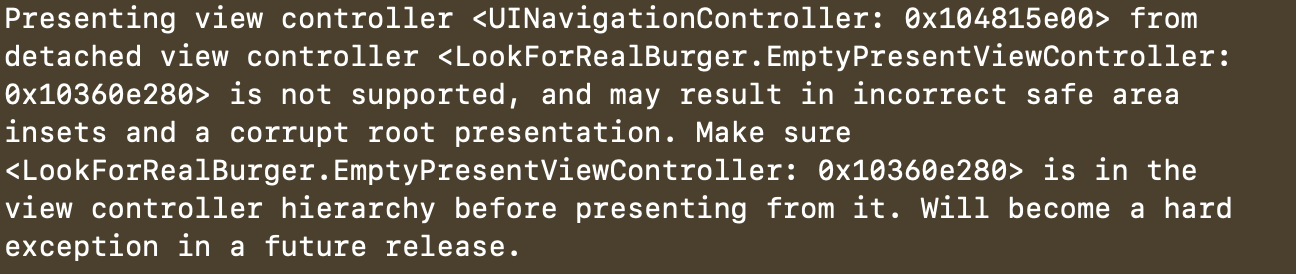 Presenting view controller <UINavigationController: 0x104815e00> from
detached view controller <LookForRealBurger.EmptyPresentViewController:
0x10360e280> is not supported, and may result in incorrect safe area
insets and a corrupt root presentation. Make sure
<LookForRealBurger.EmptyPresentViewController: 0x10360e280> is in the
view controller hierarchy before presenting from it. Will become a hard
exception in a future release.